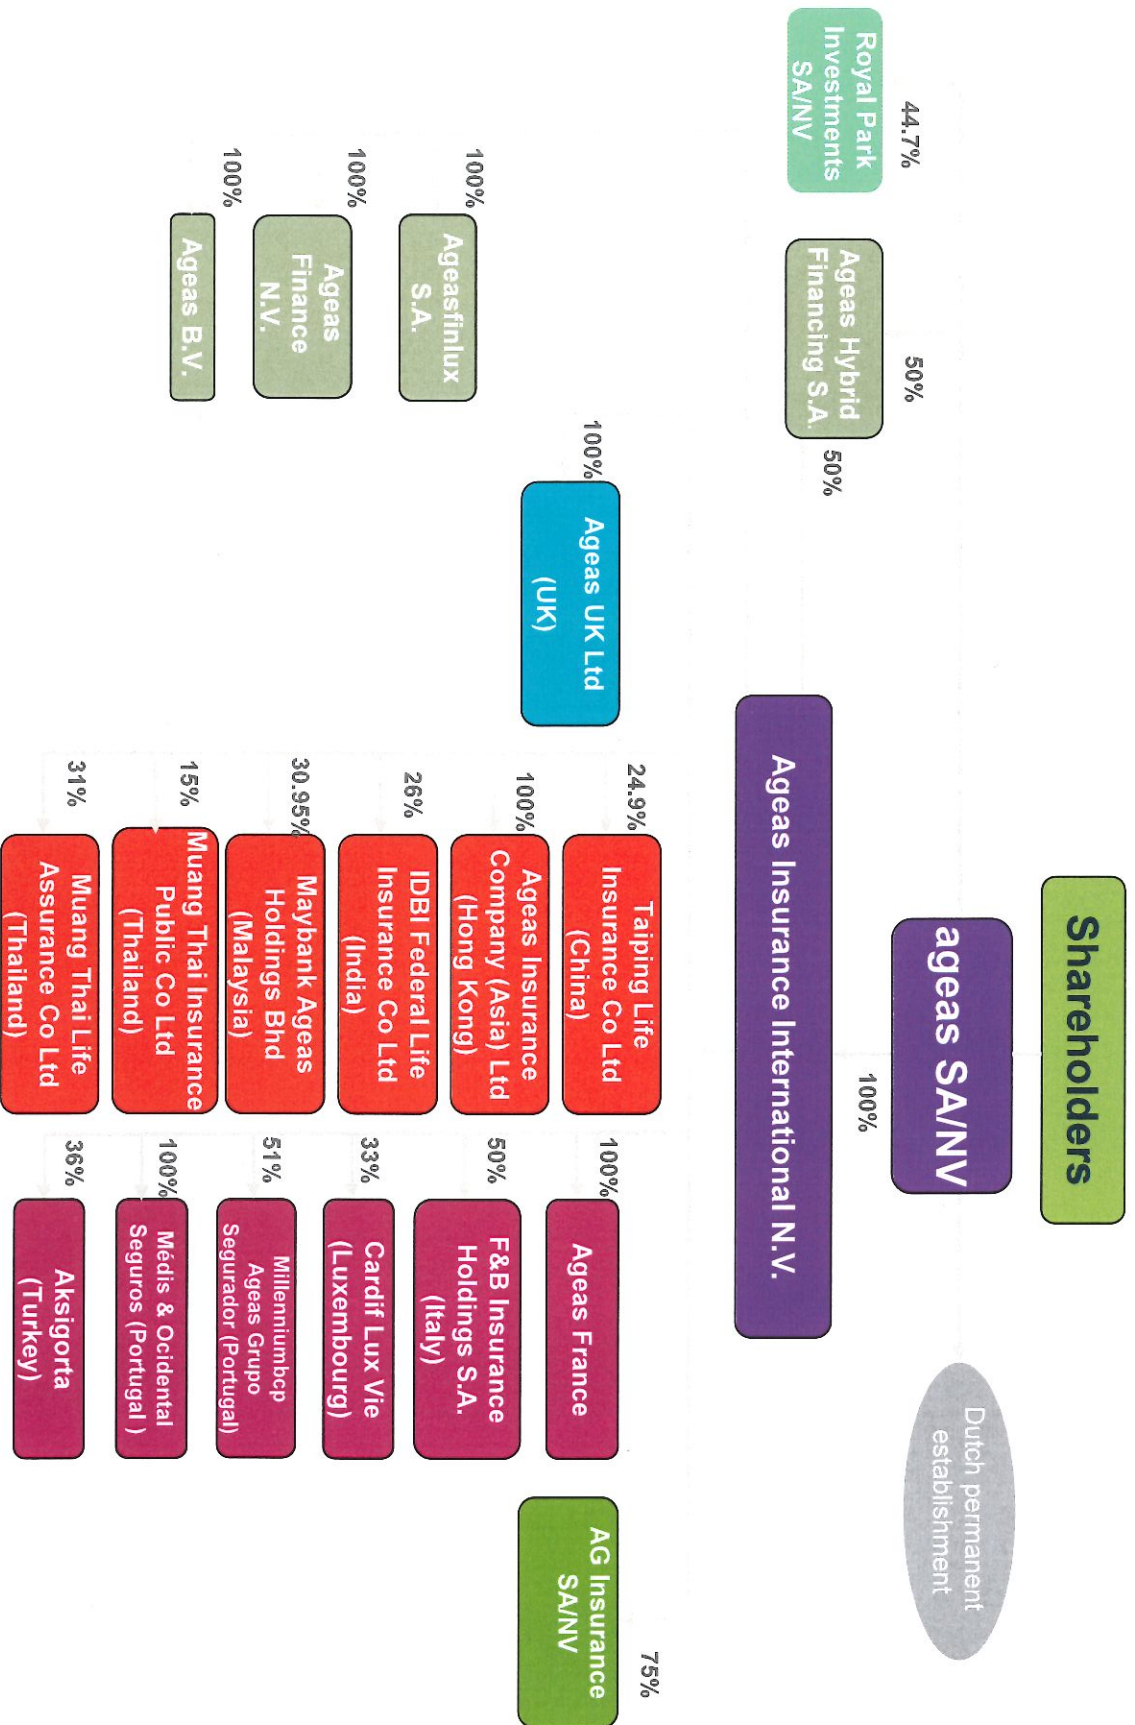 Shareholders
ageas SA/NV
Dutch permanent
establishment
100%
44.7%
Royal Park
Investments
SA/NV
50%
Ageas Hybrid
Financing S.A.
50%
Ageas Insurance International N.V.
100%
Ageasfinlux
S.A.
100%
Ageas
Finance
N.V.
100%
Ageas B.V.
100%
Ageas UK Ltd
(UK)
24.9%
Taiping Life
Insurance Co Ltd
(China)
100%
Ageas Insurance
Company (Asia) Ltd
(Hong Kong)
26%
IDBI Federal Life
Insurance Co Ltd
(India)
30.95%
Maybank Ageas
Holdings Bhd
(Malaysia)
15%
Muang Thai Insurance
Public Co Ltd
(Thailand)
31%
Muang Thai Life
Assurance Co Ltd
(Thailand)
100%
Ageas France
50%
F&B Insurance
Holdings S.A.
(Italy)
33%
Cardif Lux Vie
(Luxembourg)
51%
Millenniumbcp
Ageas Grupo
Segurador (Portugal)
100%
Médis & Ocidental
Seguros (Portugal )
36%
Aksigorta
(Turkey)
75%
AG Insurance
SA/NV